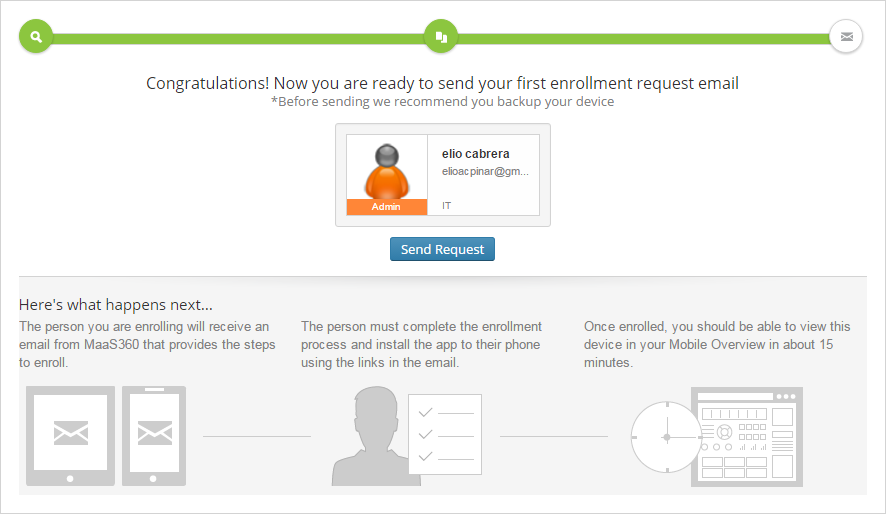 Congratulations! Now you are ready to send your first enrollment request email
*Before sending we recommend you backup your device
elio cabrera
elioacpinar@gm...
Admin
IT
Send Request
Here's what happens next...
The person you are enrolling will receive an
email from MaaS360 that provides the steps
to enroll.
The person must complete the enrollment
process and install the app to their phone
using the links in the email.
Once enrolled, you should be able to view this
device in your Mobile Overview in about 15
minutes.